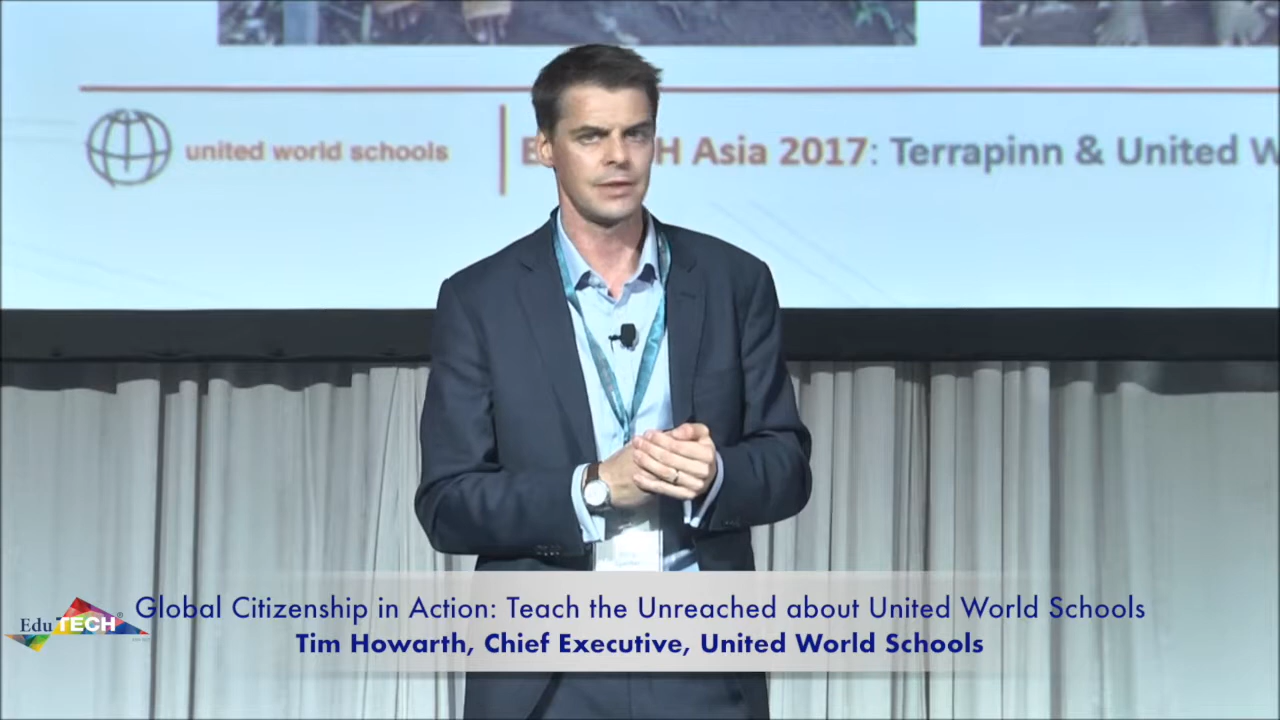 united world schools
H Asia 2017: Terrapinn & United W
EduTECH
Global Citizenship in Action: Teach the Unreached about United World Schools
Tim Howarth, Chief Executive, United World Schools